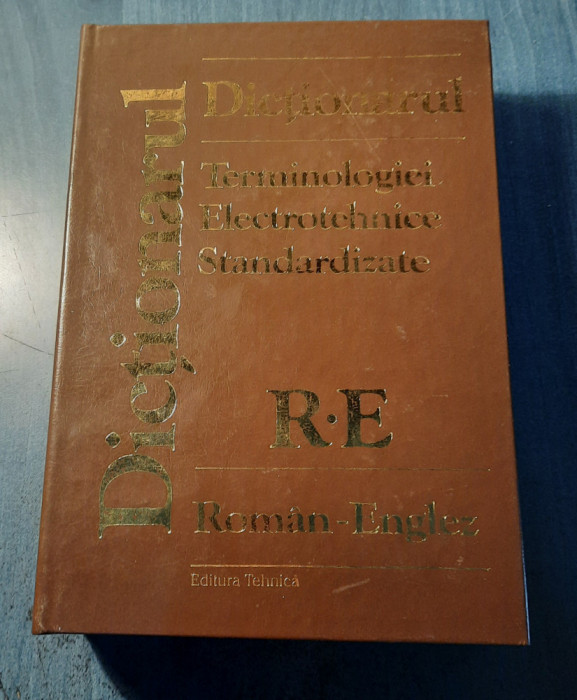 Dicționarul
Dicționarul
Terminologiei
Electrotehnice
Standardizate
R·E
Român-Englez
Editura Tehnică